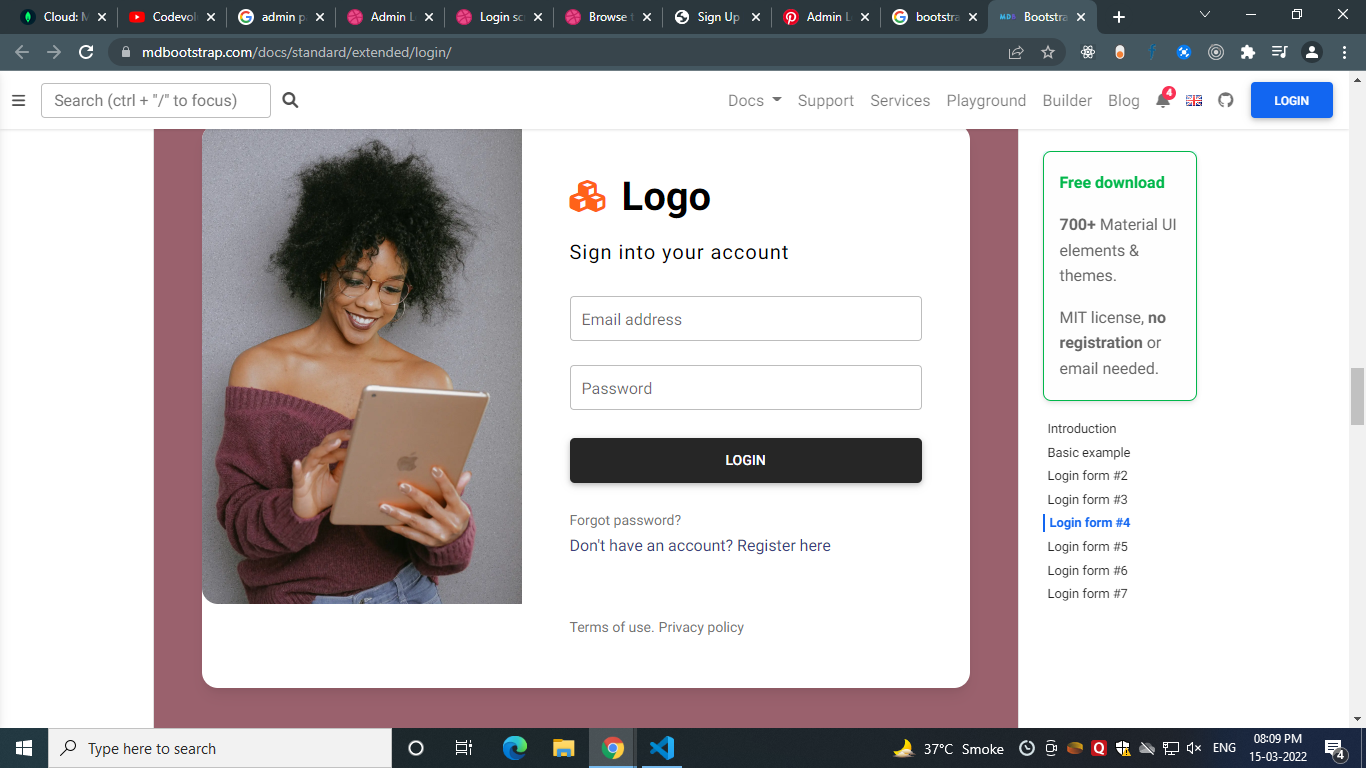 Cloud: M
Codevol
admin p
Admin L
Login sc
Browse t
Sign Up
Admin L
bootstra
Bootstra
mdbootstrap.com/docs/standard/extended/login/
Search (ctrl + "/" to focus)
Docs
Support
Services
Playground
Builder
Blog
4
LOGIN
Logo
Sign into your account
Email address
Password
LOGIN
Forgot password?
Don't have an account? Register here
Terms of use. Privacy policy
Free download
700+ Material UI
elements &
themes.
MIT license, no
registration or
email needed.
Introduction
Basic example
Login form #2
Login form #3
Login form #4
Login form #5
Login form #6
Login form #7
Type here to search
37°C Smoke
ENG
08:09 PM
15-03-2022
4